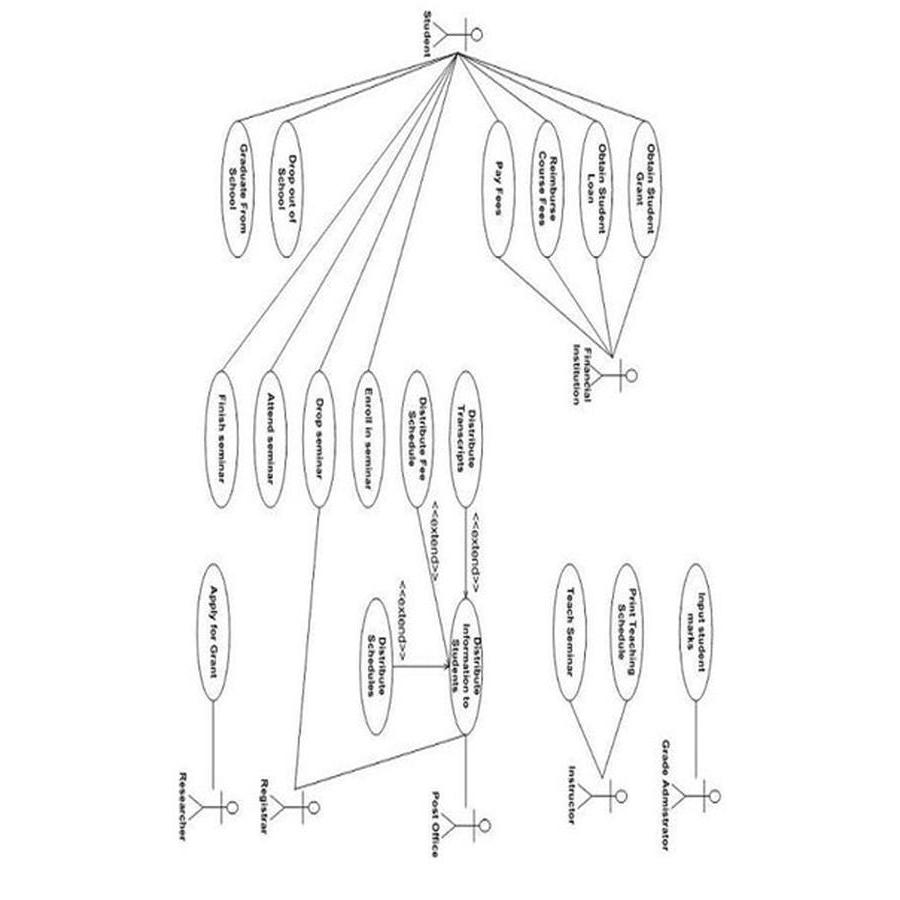 Student
Obtain Student
Grant
Obtain Student
Loan
Reimburse
Course Fees
Pay Fees
Drop out of
School
Graduate From
School
Financial
Institution
Distribute
Transcripts
Distribute Fee
Schedule
Enroll in seminar
Drop seminar
Attend seminar
Finish seminar
<<extend>>
<<extend>>
<<extend>>
Input student
marks
Print Teaching
Schedule
Teach Seminar
Distribute
Information to
Students
Distribute
Schedules
Apply for Grant
Grade Admistrator
Instructor
Post Office
Registrar
Researcher